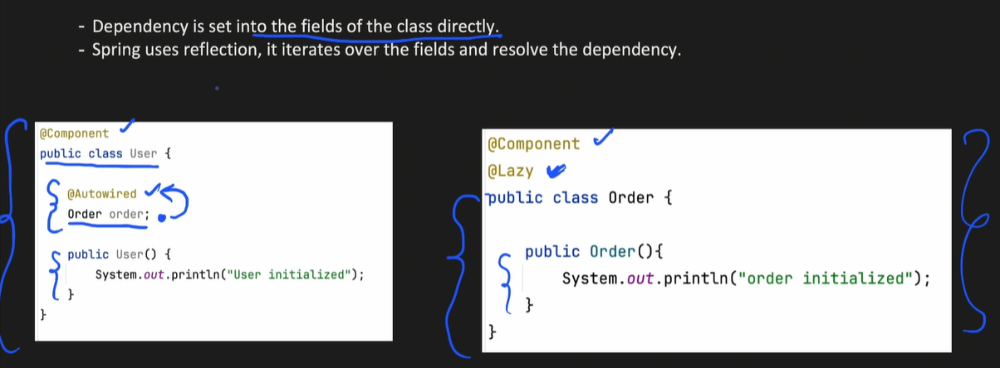 - Dependency is set into the fields of the class directly.
- Spring uses reflection, it iterates over the fields and resolve the dependency.
@Component
public class User {
@Autowired
Order order;
public User() {
System.out.println("User initialized");
}
}
@Component
@Lazy
public class Order {
public Order(){
System.out.println("order initialized");
}
}